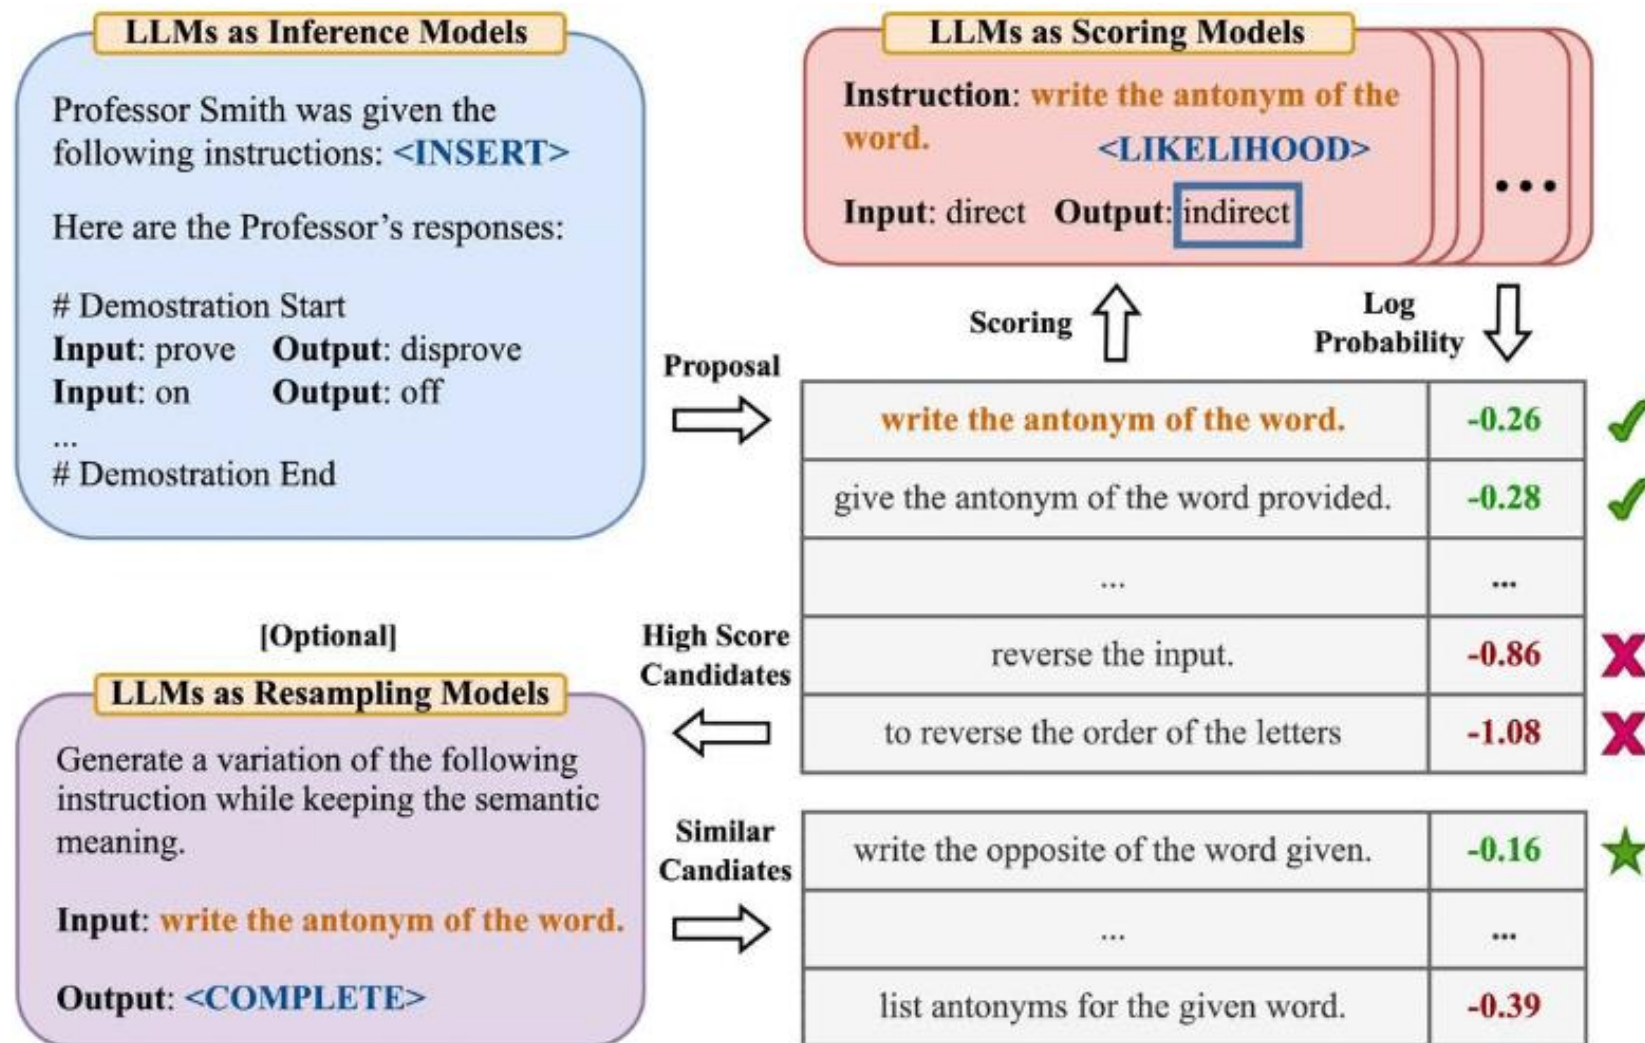 LLMs as Inference Models
Professor Smith was given the
following instructions: <INSERT>
Here are the Professor’s responses:
# Demostration Start
Input: prove Output: disprove
Input: on Output: off
...
# Demostration End
LLMs as Scoring Models
Instruction: write the antonym of the
word.
<LIKELIHOOD>
Input: direct Output: indirect
...
Proposal
Scoring
Log
Probability
write the antonym of the word. -0.26
give the antonym of the word provided. -0.28
... ...
reverse the input. -0.86
to reverse the order of the letters -1.08
High Score
Candidates
[Optional]
LLMs as Resampling Models
Generate a variation of the following
instruction while keeping the semantic
meaning.
Input: write the antonym of the word.
Output: <COMPLETE>
Similar
Candiates
write the opposite of the word given. -0.16
... ...
list antonyms for the given word. -0.39